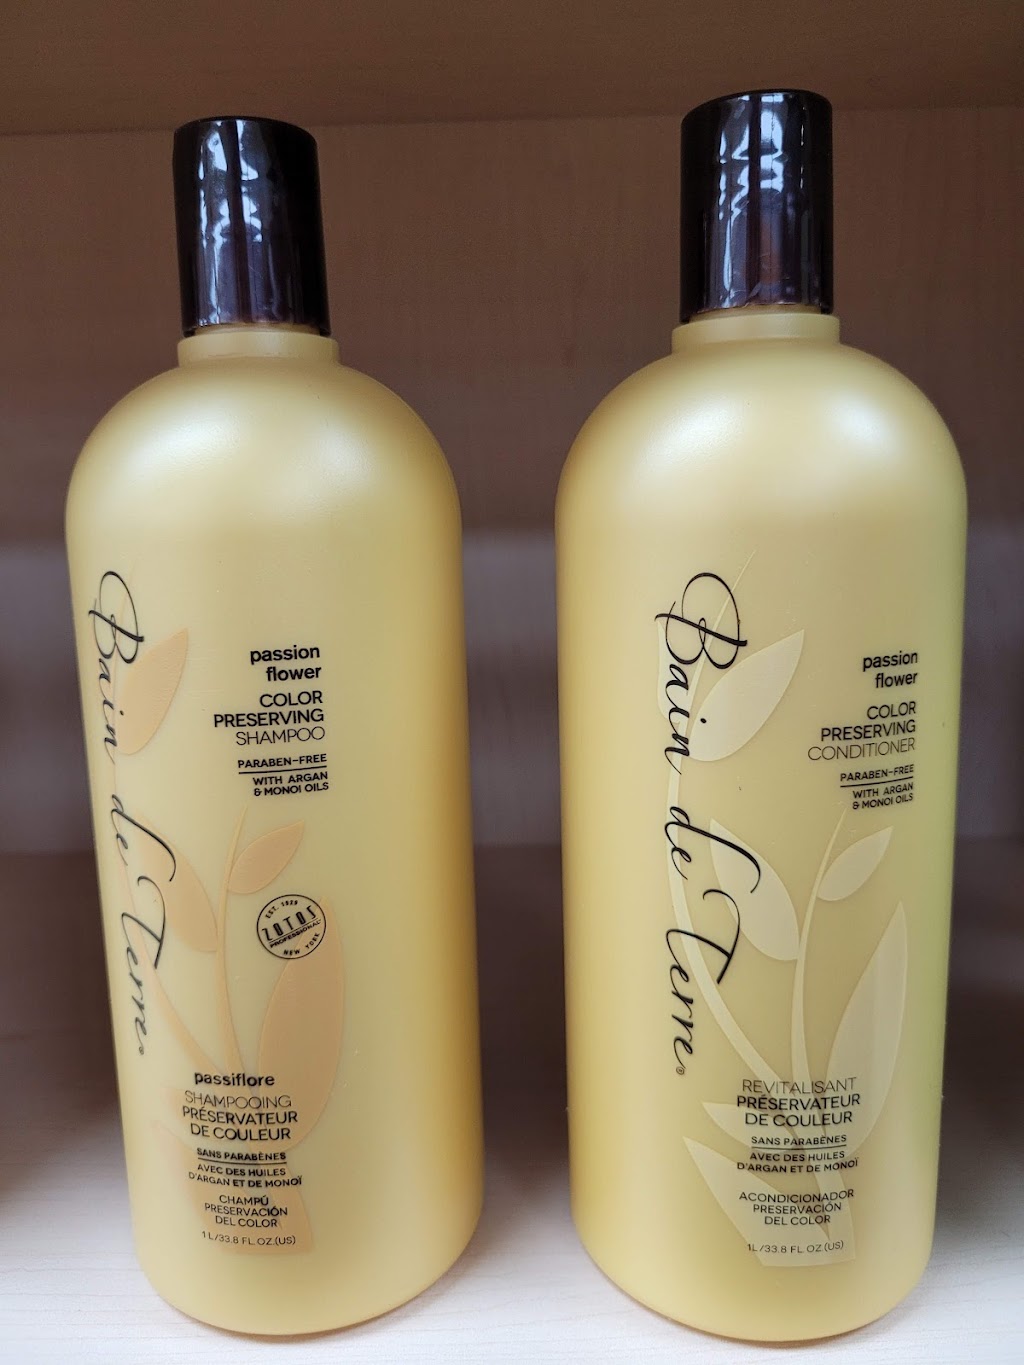 Bain de Terre®
passion
flower
COLOR
PRESERVING
SHAMPOO
PARABEN-FREE
WITH ARGAN
& MONOI OILS
EST. 1929
ZOTOS
PROFESSIONAL
NEW YORK
passiflore
SHAMPOOING
PRÉSERVATEUR
DE COULEUR
SANS PARABÈNES
AVEC DES HUILES
D'ARGAN ET DE MONOÏ
CHAMPÚ
PRESERVACIÓN
DEL COLOR
1 L/33.8 FL. OZ.(US)
Bain de Terre®
passion
flower
COLOR
PRESERVING
CONDITIONER
PARABEN-FREE
WITH ARGAN
& MONOI OILS
REVITALISANT
PRÉSERVATEUR
DE COULEUR
SANS PARABÈNES
AVEC DES HUILES
D'ARGAN ET DE MONOÏ
ACONDICIONADOR
PRESERVACIÓN
DEL COLOR
1L/33.8 FL. OZ.(US)